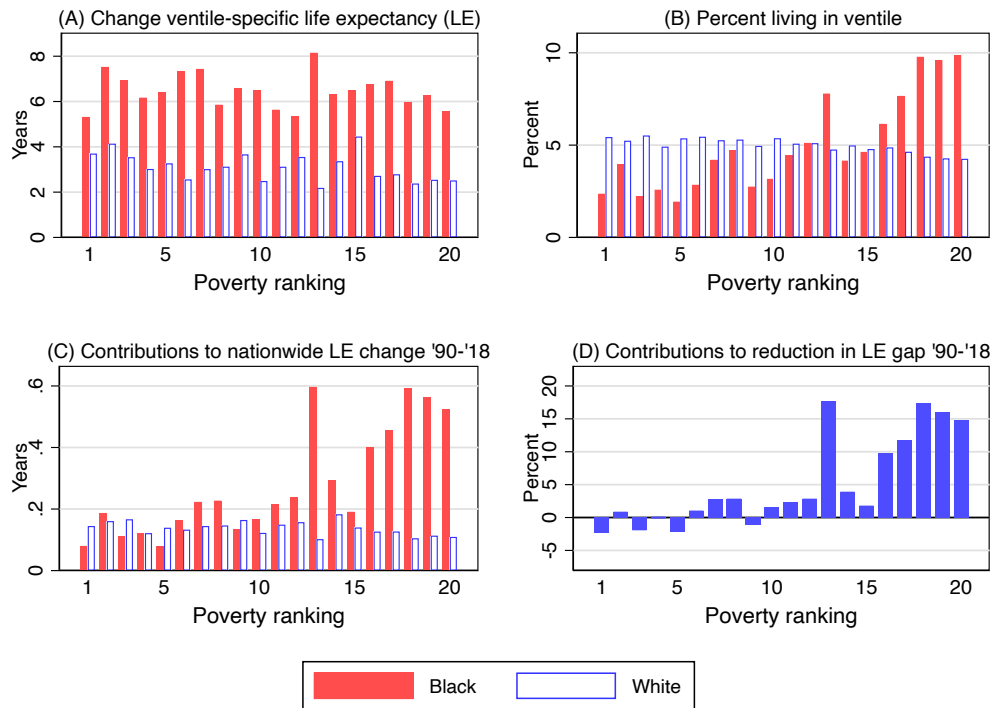 (A) Change ventile-specific life expectancy (LE)
8
6
4
2
0
Years
1
5
10
15
20
Poverty ranking
(B) Percent living in ventile
10
5
0
Percent
1
5
10
15
20
Poverty ranking
(C) Contributions to nationwide LE change '90-'18
.6
.4
.2
0
Years
1
5
10
15
20
Poverty ranking
(D) Contributions to reduction in LE gap '90-'18
20
15
10
5
0
-5
Percent
1
5
10
15
20
Poverty ranking
Black
White